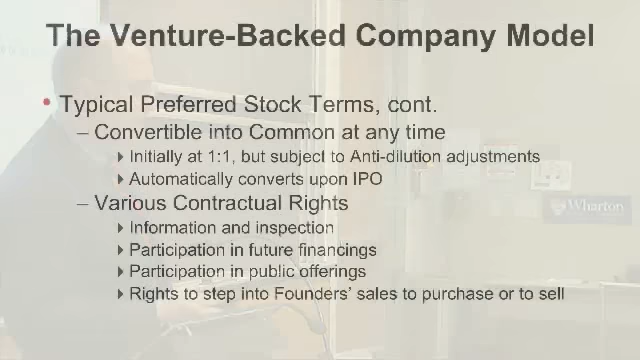 The Venture-Backed Company Model
• Typical Preferred Stock Terms, cont.
– Convertible into Common at any time
Initially at 1:1, but subject to Anti-dilution adjustments
Automatically converts upon IPO
– Various Contractual Rights
Information and inspection
Wharton
Participation in future financings
Participation in public offerings
Rights to step into Founders' sales to purchase or to sell